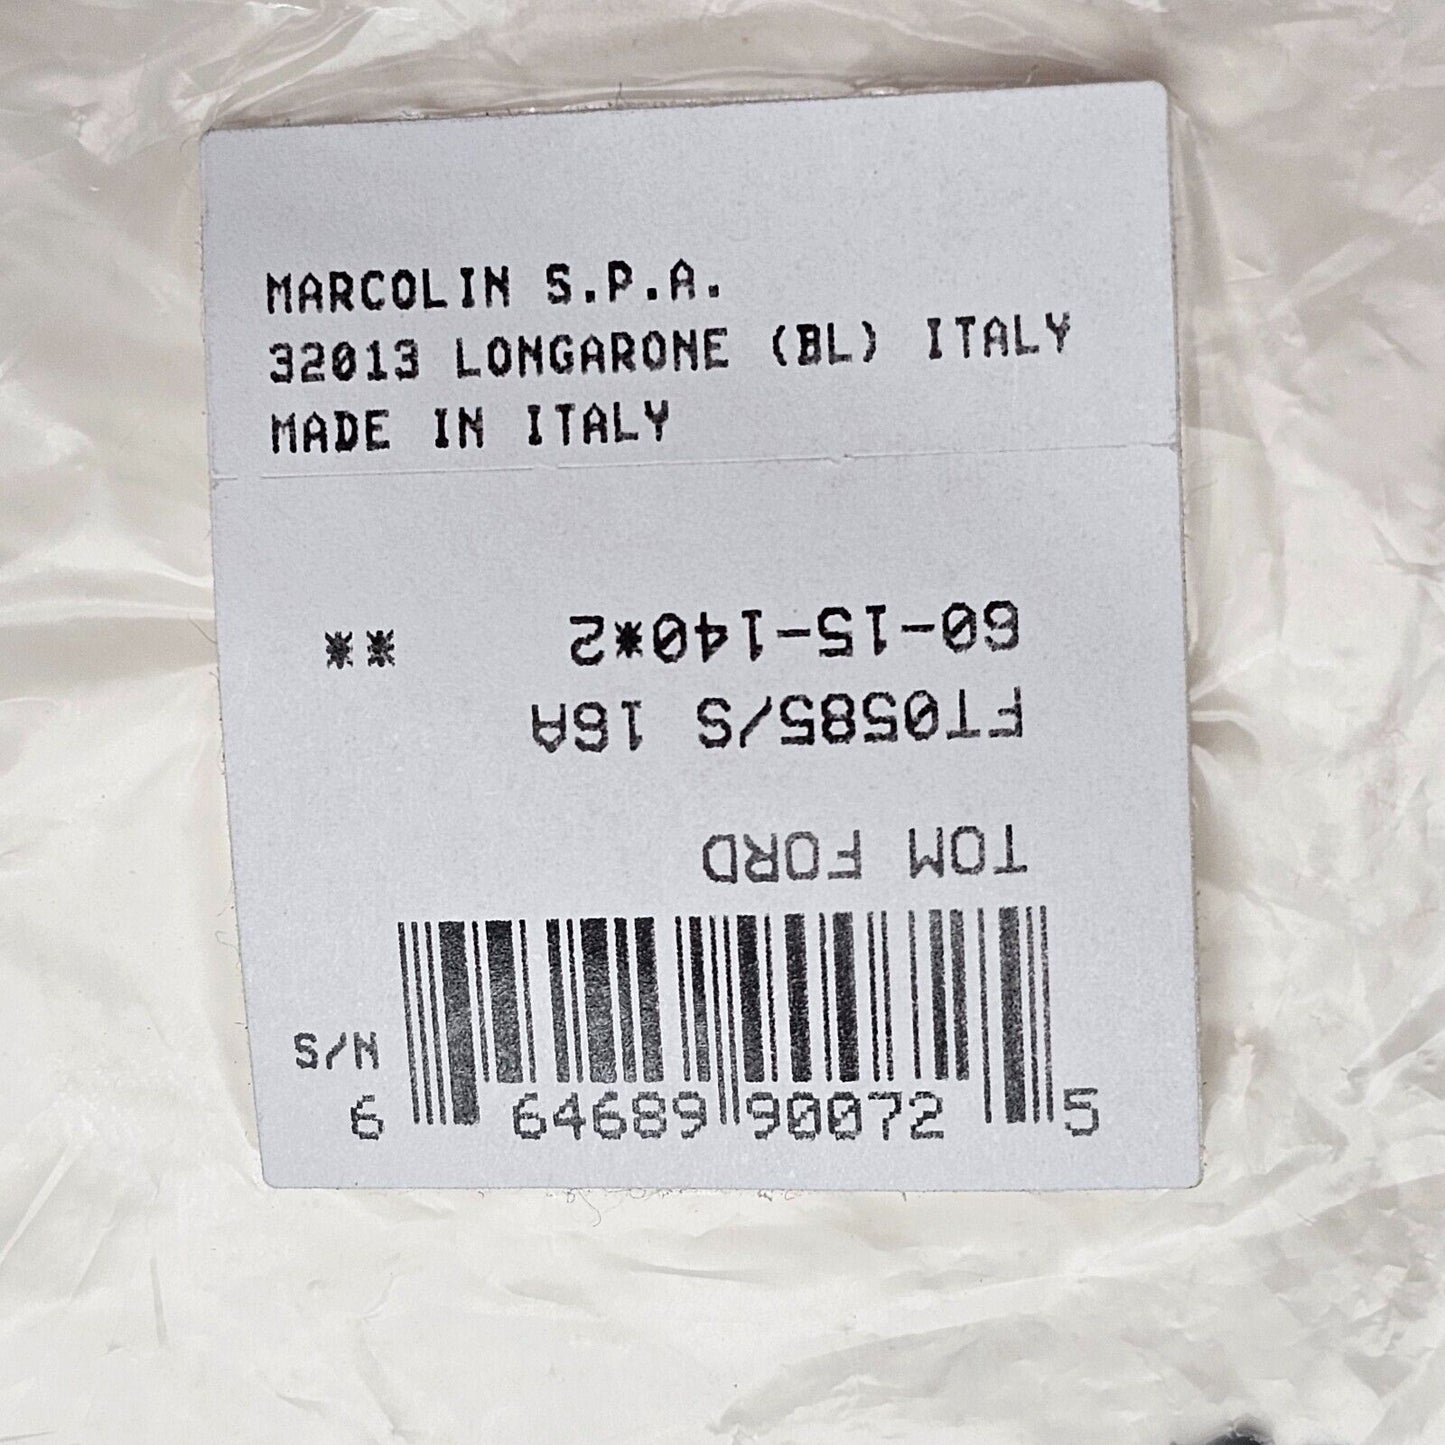 MARCOLIN S.P.A.
32013 LONGARONE (BL) ITALY
MADE IN ITALY
60-15-140*2
**
FT0585/S 16A
TOM FORD
S/N
6 64689 90072 5